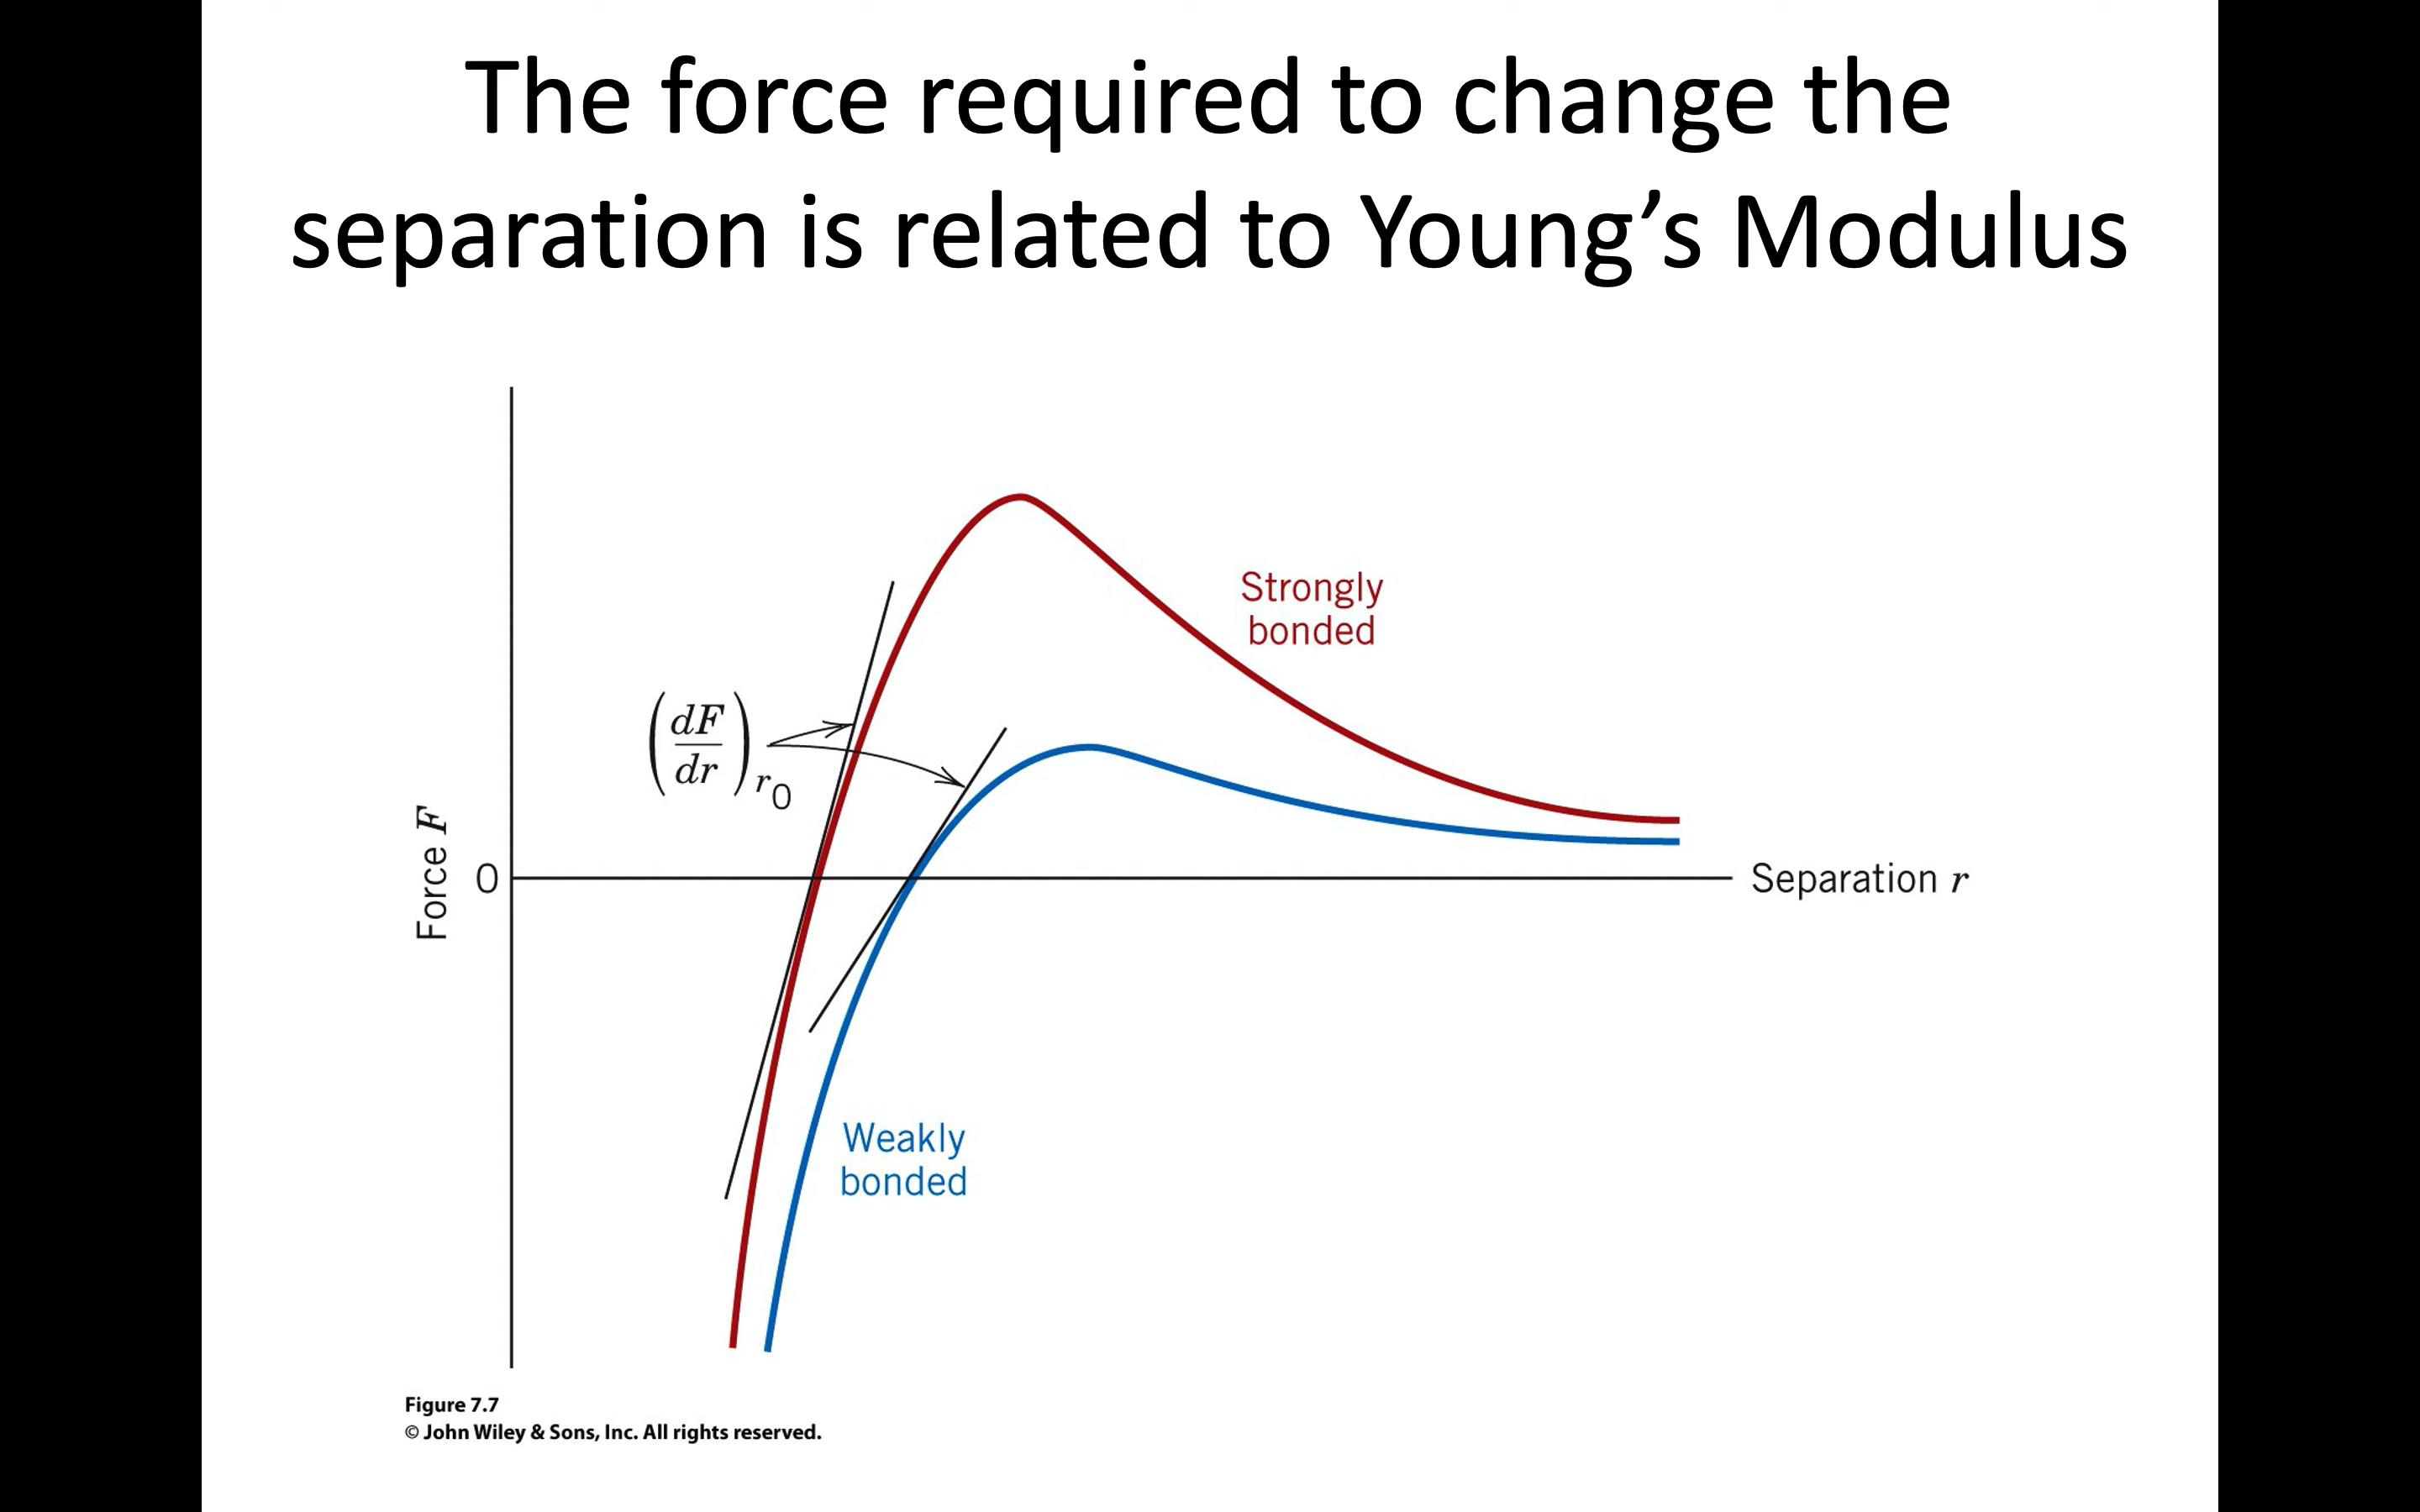 The force required to change the
separation is related to Young’s Modulus
Strongly
bonded
(dF/dr)r0
Force F
0
Separation r
Weakly
bonded
Figure 7.7
© John Wiley & Sons, Inc. All rights reserved.